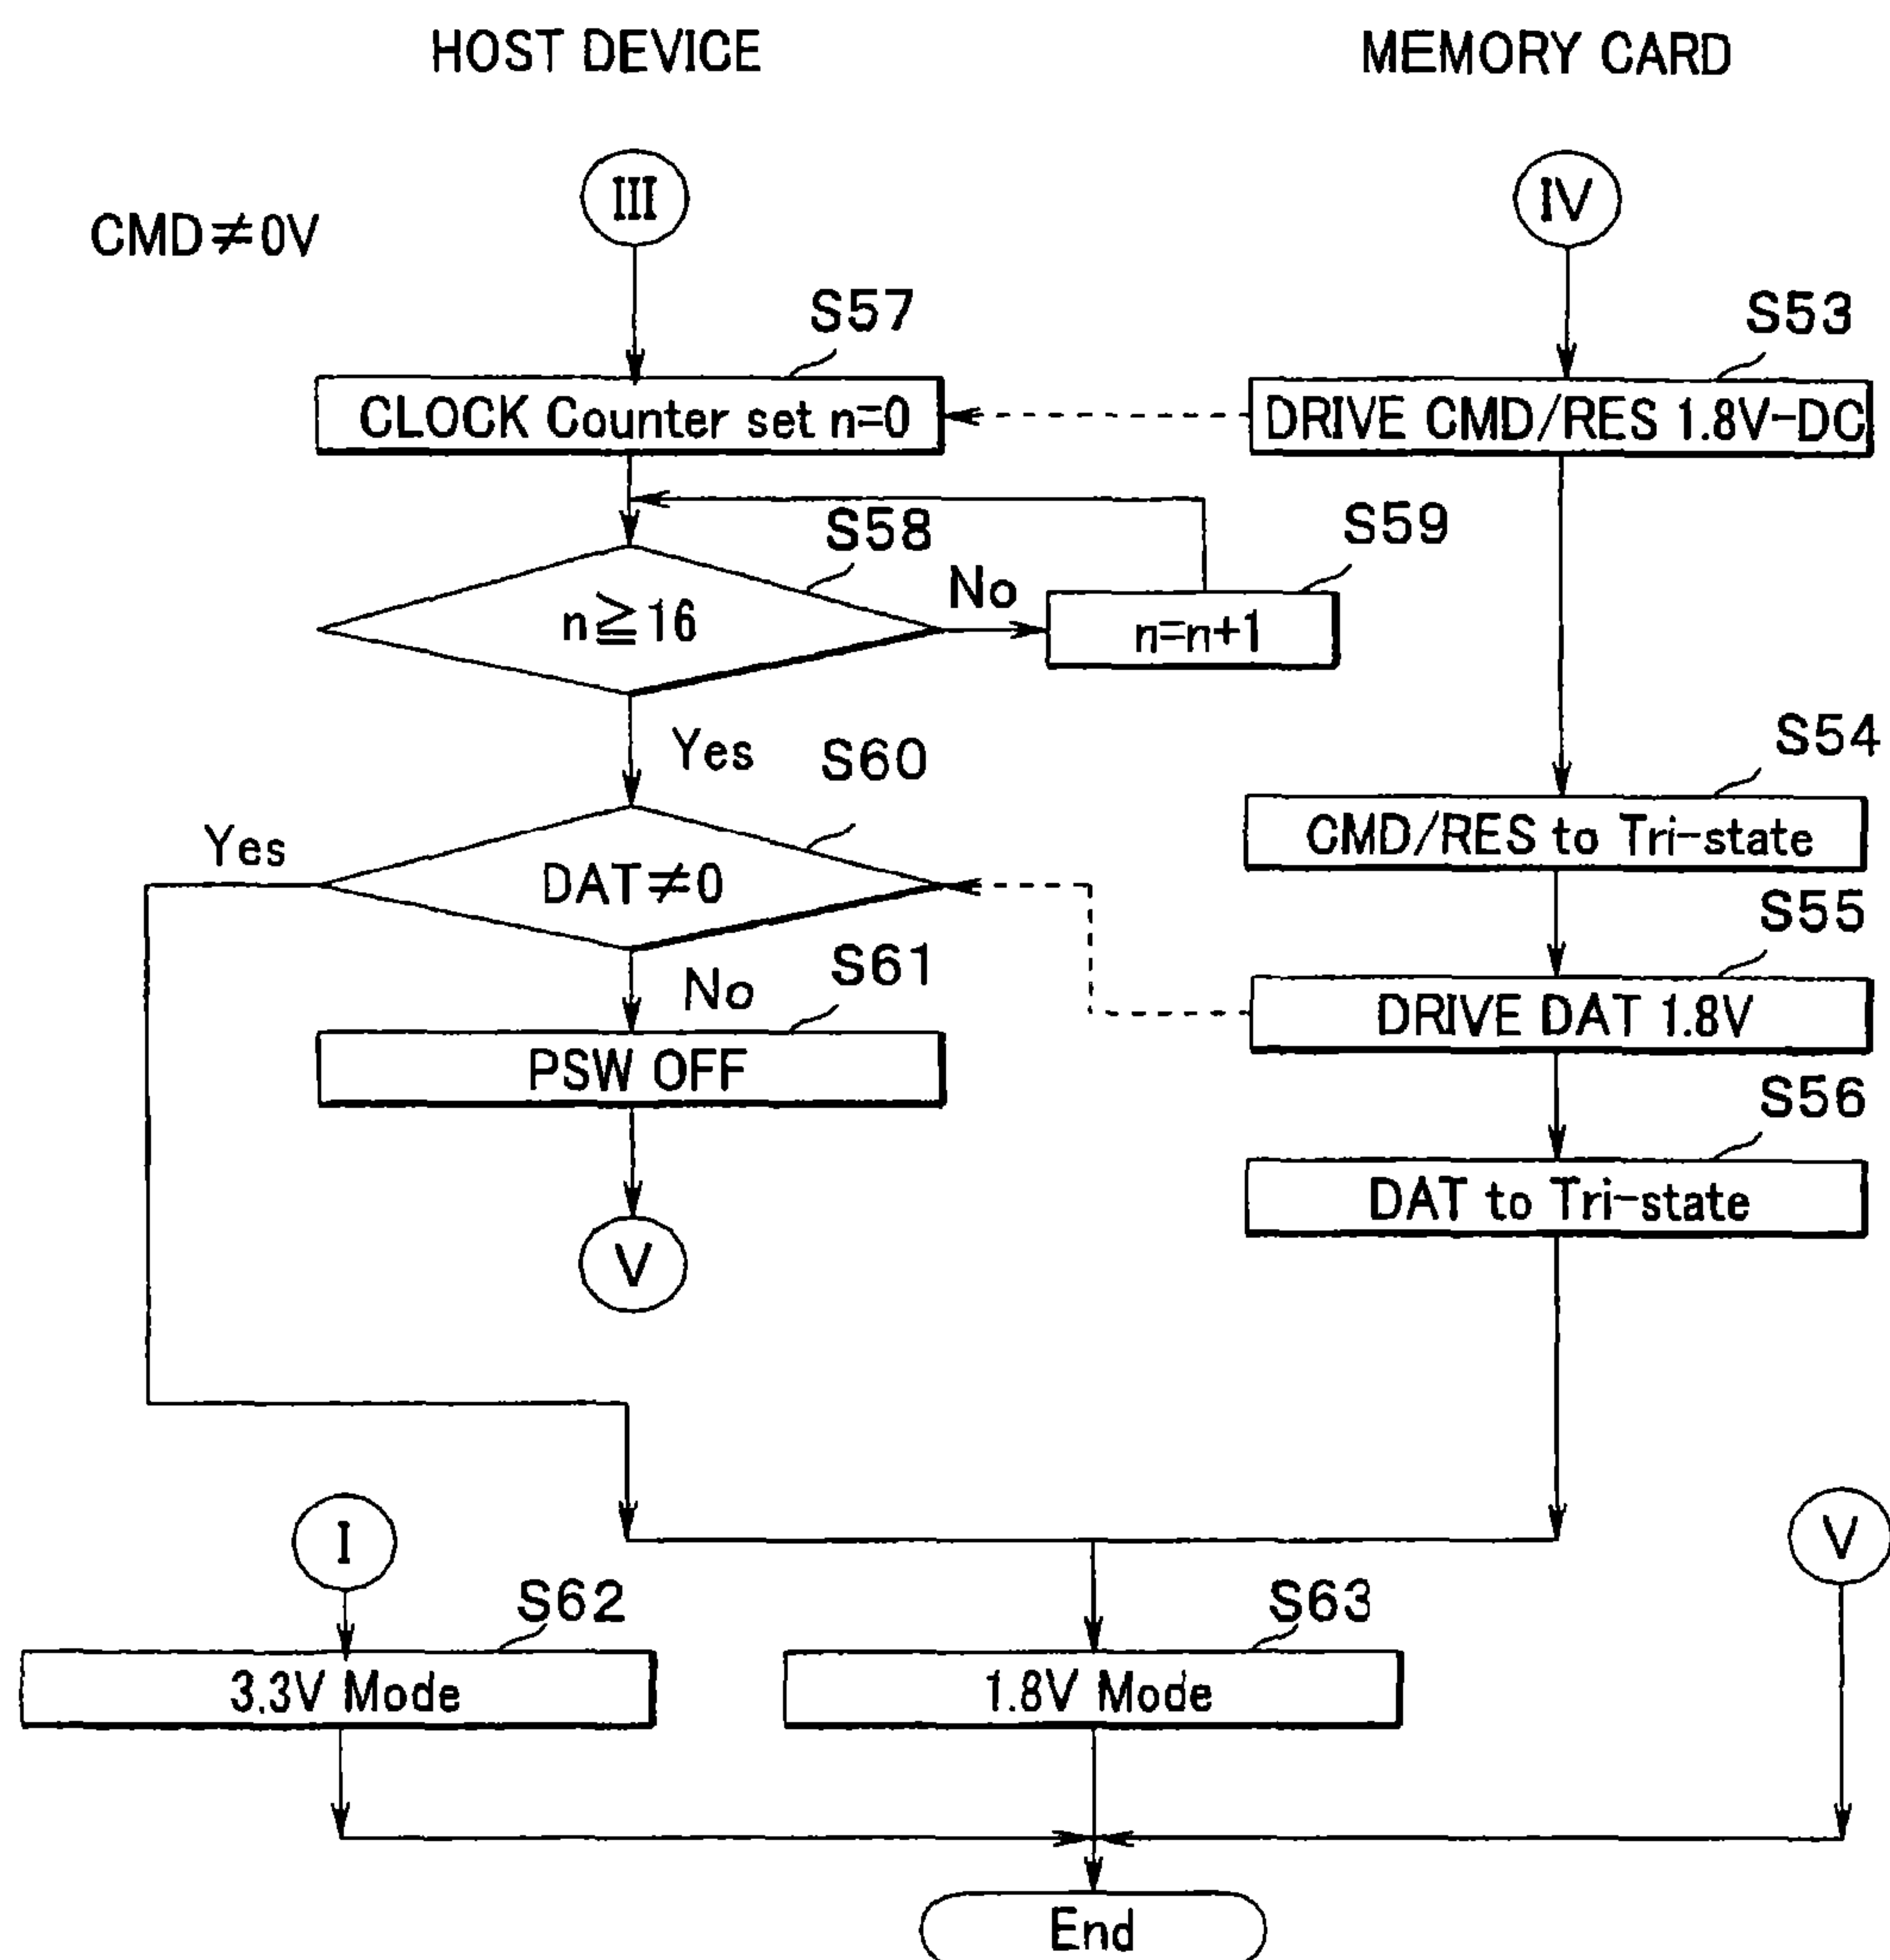 HOST DEVICE
MEMORY CARD
III
IV
CMD≠0V
S57
S53
CLOCK Counter set n=0
DRIVE CMD/RES 1.8V-DC
S58
S59
n≧16
No
n=n+1
Yes
S60
S54
CMD/RES to Tri-state
Yes
DAT≠0
S55
No
S61
DRIVE DAT 1.8V
PSW OFF
S56
DAT to Tri-state
V
I
V
S62
S63
3.3V Mode
1.8V Mode
End